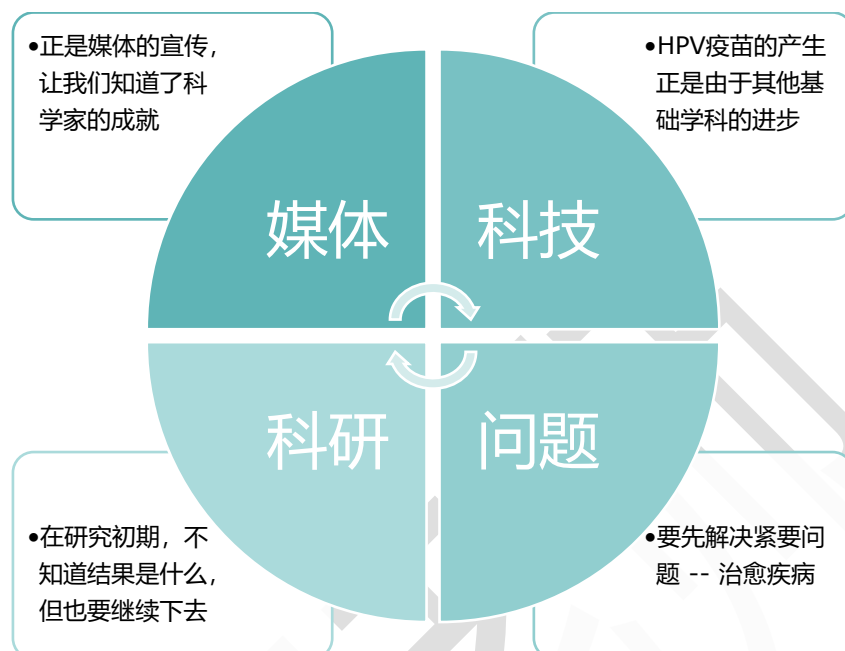 •正是媒体的宣传，
让我们知道了科
学家的成就
•HPV疫苗的产生
正是由于其他基
础学科的进步
媒体
科技
科研
问题
•在研究初期，不
知道结果是什么，
但也要继续下去
•要先解决紧要问
题 -- 治愈疾病